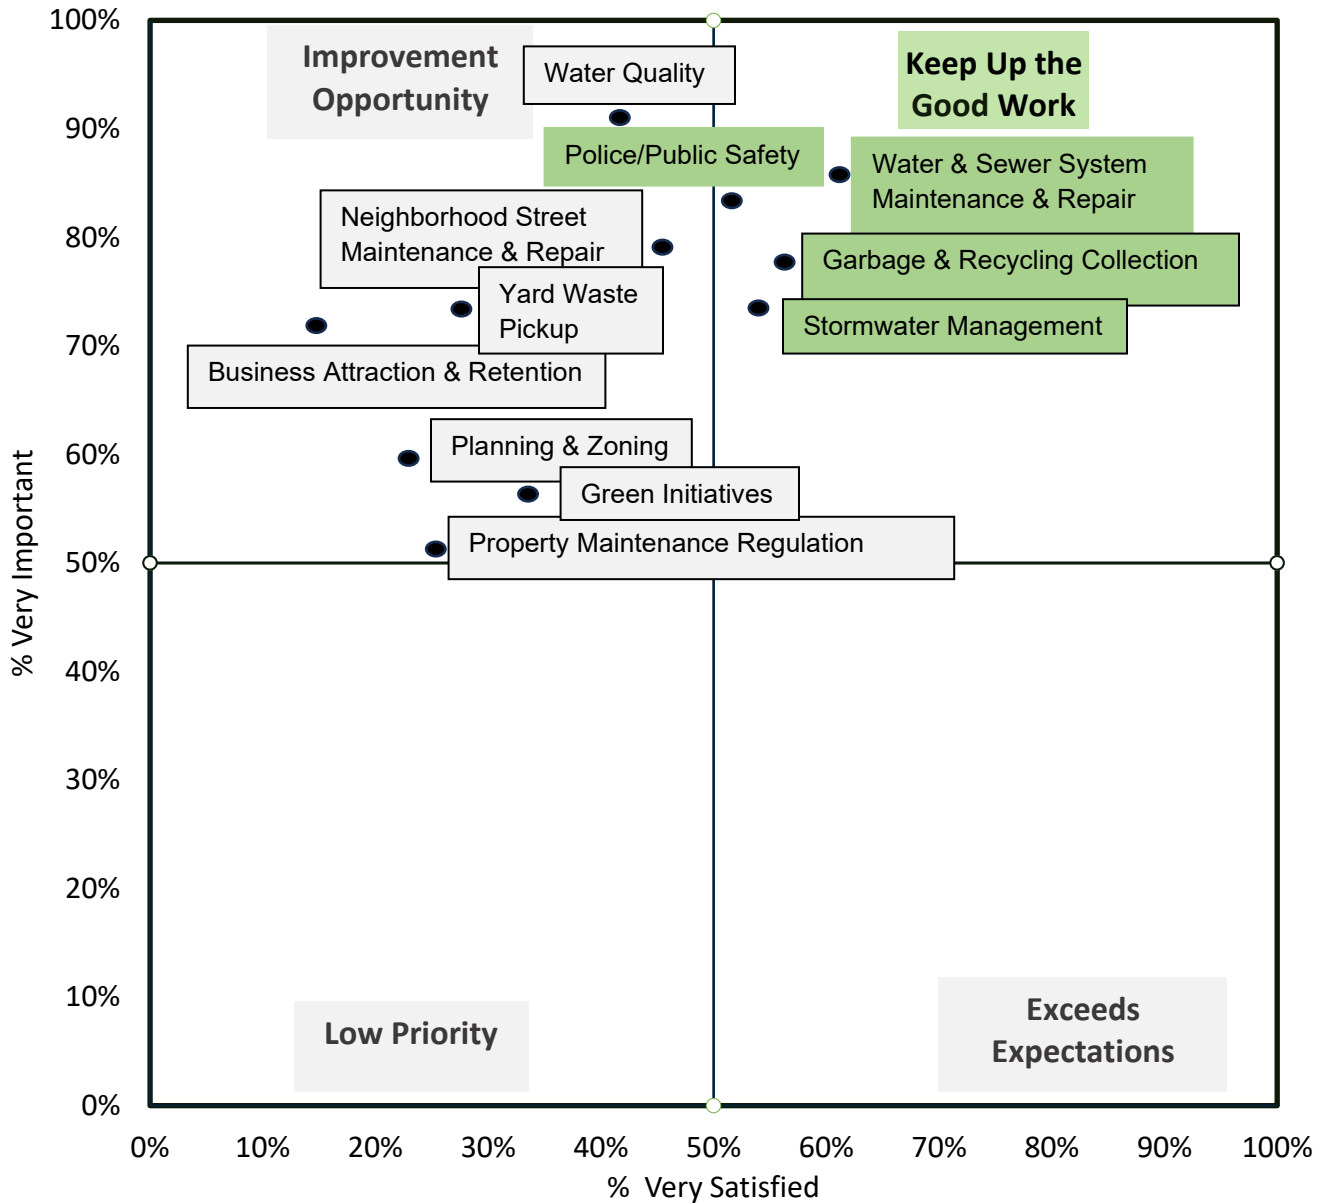 100%
90%
80%
70%
60%
50%
40%
30%
20%
10%
0%
% Very Important
Improvement
Opportunity
Water Quality
Keep Up the
Good Work
Police/Public Safety
Water & Sewer System
Maintenance & Repair
Neighborhood Street
Maintenance & Repair
Garbage & Recycling Collection
Yard Waste
Pickup
Stormwater Management
Business Attraction & Retention
Planning & Zoning
Green Initiatives
Property Maintenance Regulation
Low Priority
Exceeds
Expectations
0% 10% 20% 30% 40% 50% 60% 70% 80% 90% 100%
% Very Satisfied